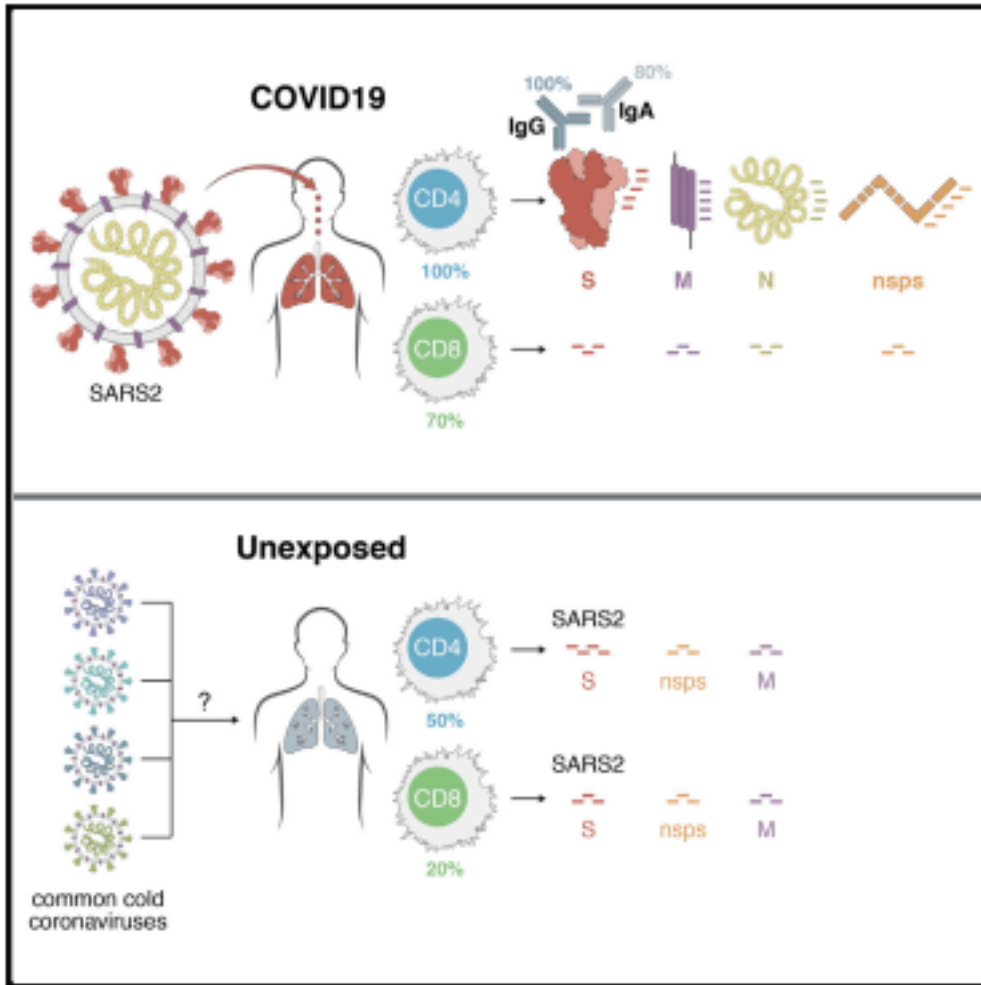 COVID19
100%
80%
IgG
IgA
CD4
100%
S
M
N
nsps
CD8
70%
SARS2
Unexposed
?
CD4
50%
SARS2
S
nsps
M
CD8
20%
SARS2
S
nsps
M
common cold
coronaviruses